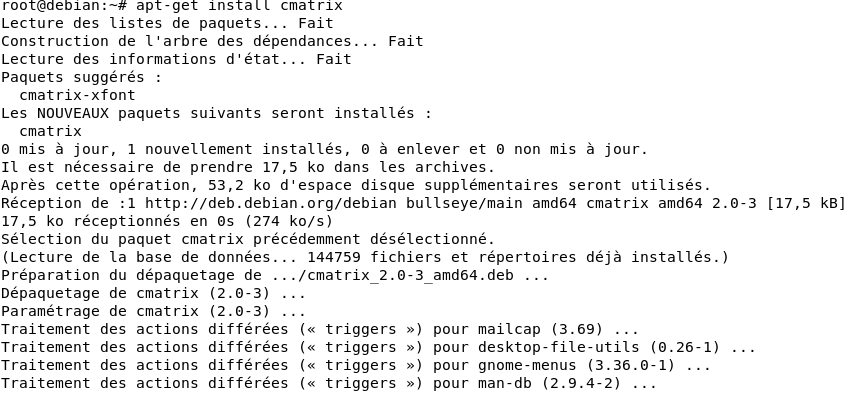 root@debian:~# apt-get install cmatrix
Lecture des listes de paquets... Fait
Construction de l'arbre des dépendances... Fait
Lecture des informations d'état... Fait
Paquets suggérés :
  cmatrix-xfont
Les NOUVEAUX paquets suivants seront installés :
  cmatrix
0 mis à jour, 1 nouvellement installés, 0 à enlever et 0 non mis à jour.
Il est nécessaire de prendre 17,5 ko dans les archives.
Après cette opération, 53,2 ko d'espace disque supplémentaires seront utilisés.
Réception de :1 http://deb.debian.org/debian bullseye/main amd64 cmatrix amd64 2.0-3 [17,5 kB]
17,5 ko réceptionnés en 0s (274 ko/s)
Sélection du paquet cmatrix précédemment désélectionné.
(Lecture de la base de données... 144759 fichiers et répertoires déjà installés.)
Préparation du dépaquetage de .../cmatrix_2.0-3_amd64.deb ...
Dépaquetage de cmatrix (2.0-3) ...
Paramétrage de cmatrix (2.0-3) ...
Traitement des actions différées (« triggers ») pour mailcap (3.69) ...
Traitement des actions différées (« triggers ») pour desktop-file-utils (0.26-1) ...
Traitement des actions différées (« triggers ») pour gnome-menus (3.36.0-1) ...
Traitement des actions différées (« triggers ») pour man-db (2.9.4-2) ...